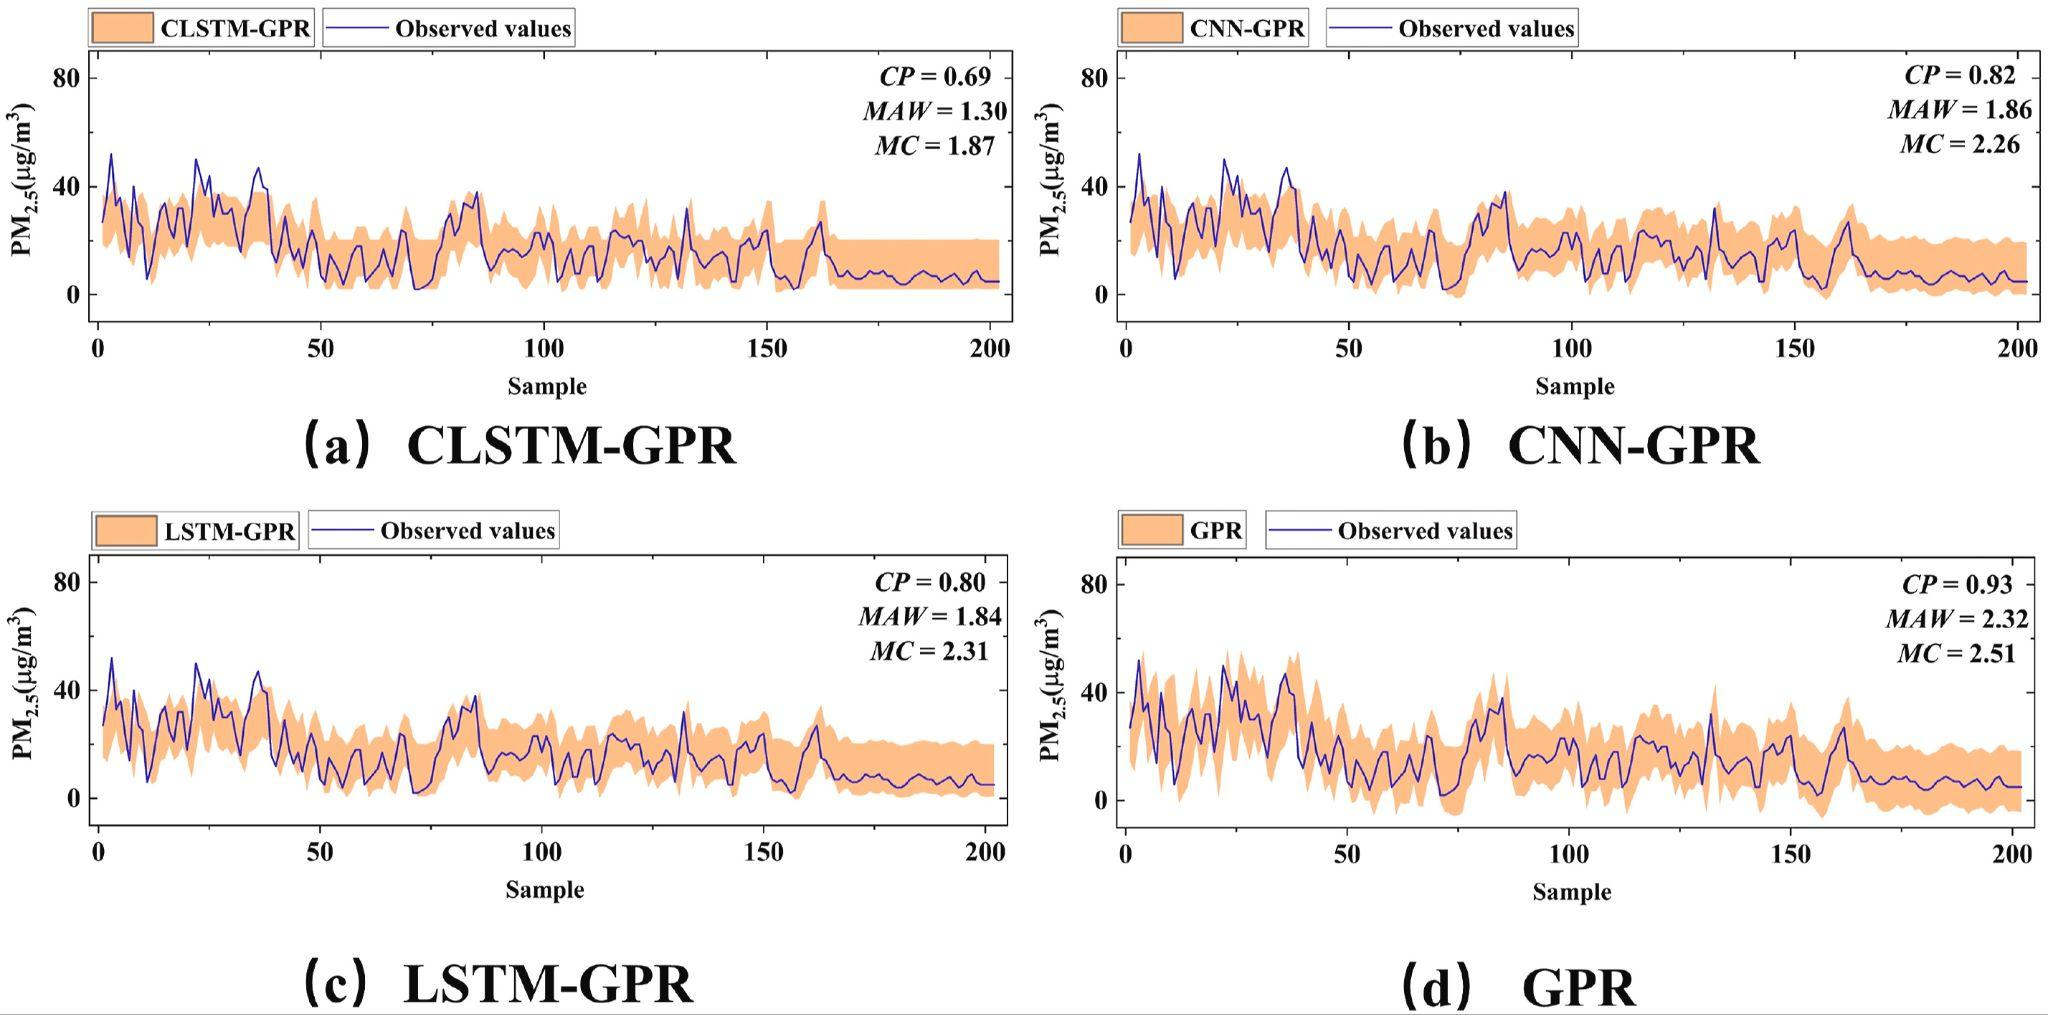 CLSTM-GPR Observed values
CP = 0.69
MAW = 1.30
MC = 1.87
PM2.5(μg/m3)
80
40
0
0 50 100 150 200
Sample
(a) CLSTM-GPR
CNN-GPR Observed values
CP = 0.82
MAW = 1.86
MC = 2.26
PM2.5(μg/m3)
80
40
0
0 50 100 150 200
Sample
(b) CNN-GPR
LSTM-GPR Observed values
CP = 0.80
MAW = 1.84
MC = 2.31
PM2.5(μg/m3)
80
40
0
0 50 100 150 200
Sample
(c) LSTM-GPR
GPR Observed values
CP = 0.93
MAW = 2.32
MC = 2.51
PM2.5(μg/m3)
80
40
0
0 50 100 150 200
Sample
(d) GPR